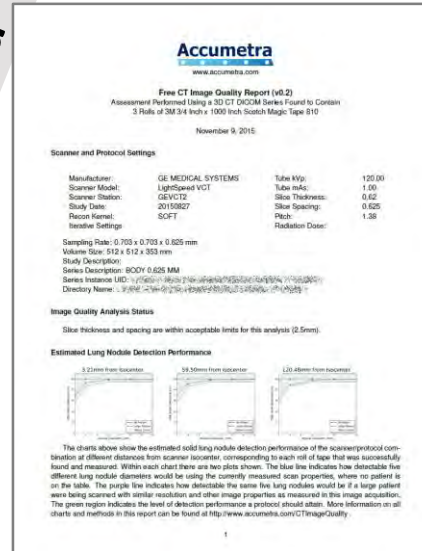 Accumetra
www.accumetra.com
Free CT Image Quality Report (v0.2)
Assessment Performed Using a 3D CT DICOM Series Found to Contain
3 Rolls of 3M 3/4 Inch x 1000 Inch Scotch Magic Tape 810
November 9, 2015
Scanner and Protocol Settings
Manufacturer: GE MEDICAL SYSTEMS Tube kVp: 120.00
Scanner Model: LightSpeed VCT Tube mAs: 1.00
Scanner Station: GEVCT2 Slice Thickness: 0.62
Study Date: 20150827 Slice Spacing: 0.625
Recon Kernel: SOFT Pitch: 1.38
Iterative Settings Radiation Dose:
Sampling Rate: 0.703 x 0.703 x 0.625 mm
Volume Size: 512 x 512 x 353 mm
Study Description:
Series Description: BODY 0.625 MM
Series Instance UID:
Directory Name:
Image Quality Analysis Status
Slice thickness and spacing are within acceptable limits for this analysis (2.5mm).
Estimated Lung Nodule Detection Performance
3.21mm from Isocenter 58.50mm from Isocenter 120.48mm from Isocenter
The charts above show the estimated solid lung nodule detection performance of the scanner/protocol com-
bination at different distances from scanner isocenter, corresponding to each roll of tape that was successfully
found and measured. Within each chart there are two plots shown. The blue line indicates how detectable five
different lung nodule diameters would be using the currently measured scan properties, where no patient is
on the table. The purple line indicates how detectable the same five lung nodules would be if a large patient
were being scanned with similar resolution and other image properties as measured in this image acquisition.
The green region indicates the level of detection performance a protocol should attain. More information on all
charts and methods in this report can be found at http://www.accumetra.com/CTImageQuality.
1